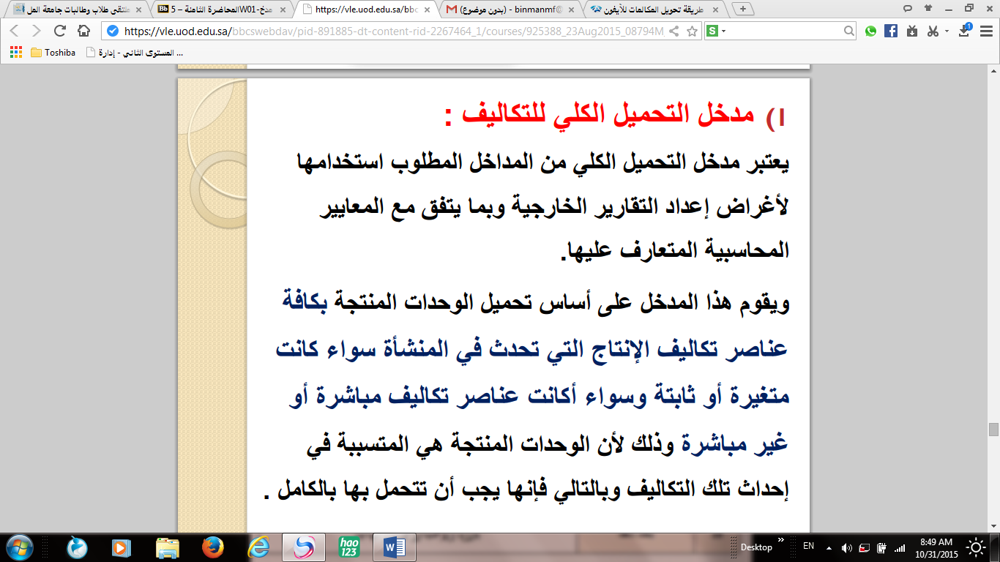 ملتقى طلاب وطالبات جامعة المل
المحاضرة الثامنة – 5W01-مدخ
https://vle.uod.edu.sa/bbc
(بدون موضوع) - binmanmf@
طريقة تحويل المكالمات للآيفون
https://vle.uod.edu.sa/bbcswebdav/pid-891885-dt-content-rid-2267464_1/courses/925388_23Aug2015_08794M
Toshiba
المستوى الثاني - إدارة ...
١) مدخل التحميل الكلي للتكاليف :
يعتبر مدخل التحميل الكلي من المداخل المطلوب استخدامها
لأغراض إعداد التقارير الخارجية وبما يتفق مع المعايير
المحاسبية المتعارف عليها.
ويقوم هذا المدخل على أساس تحميل الوحدات المنتجة بكافة
عناصر تكاليف الإنتاج التي تحدث في المنشأة سواء كانت
متغيرة أو ثابتة وسواء أكانت عناصر تكاليف مباشرة أو
غير مباشرة وذلك لأن الوحدات المنتجة هي المتسببة في
إحداث تلك التكاليف وبالتالي فإنها يجب أن تتحمل بها بالكامل .
hao
123
Desktop
EN
8:49 AM
10/31/2015